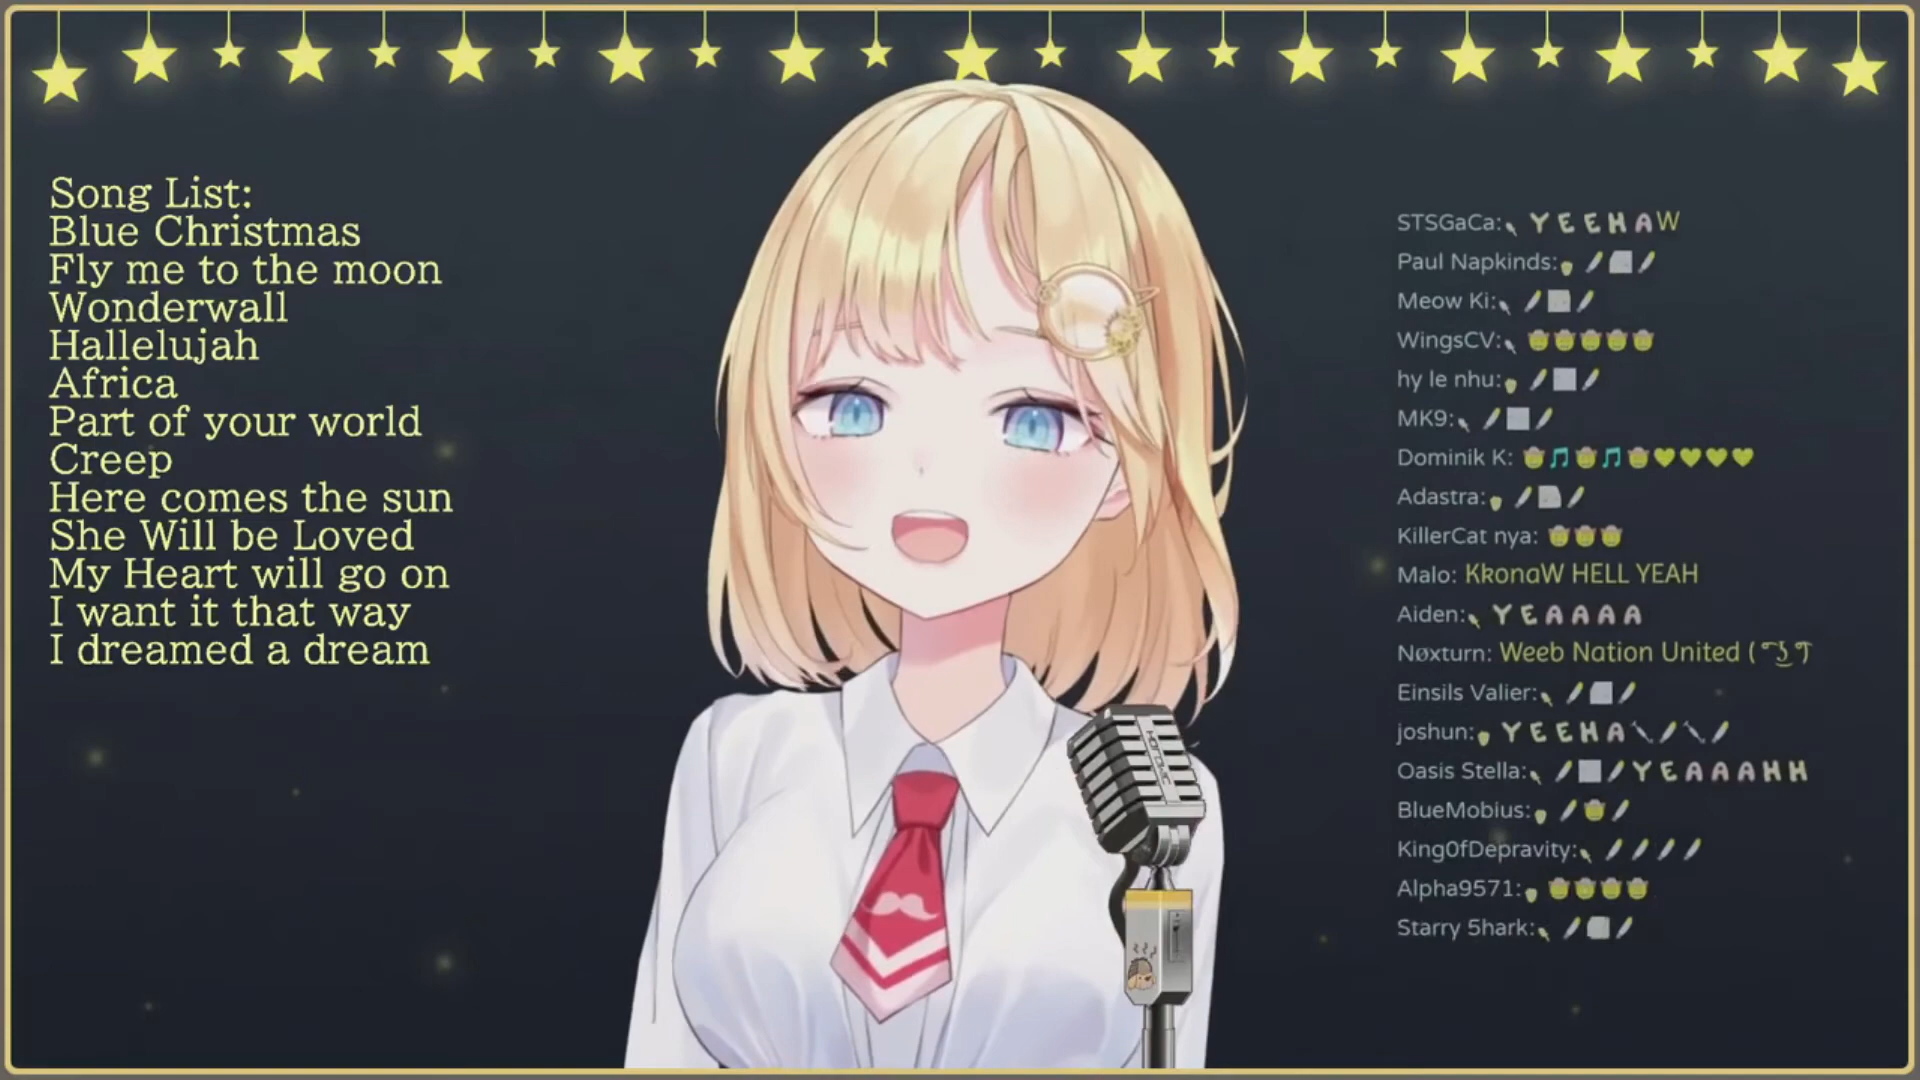 Song List:
Blue Christmas
Fly me to the moon
Wonderwall
Hallelujah
Africa
Part of your world
Creep
Here comes the sun
She Will be Loved
My Heart will go on
I want it that way
I dreamed a dream
STSGaCa: YEEHAW
Paul Napkinds:
Meow Ki:
WingsCV:
hy le nhu:
MK9:
Dominik K:
Adastra:
KillerCat nya:
Malo: KkonaW HELL YEAH
Aiden: YEAAAA
Nøxturn: Weeb Nation United ( ͡° ͜ʖ ͡
Einsils Valier:
joshun: YEEHA
Oasis Stella: YEAAAHH
BlueMobius:
King0fDepravity:
Alpha9571:
Starry 5hark: